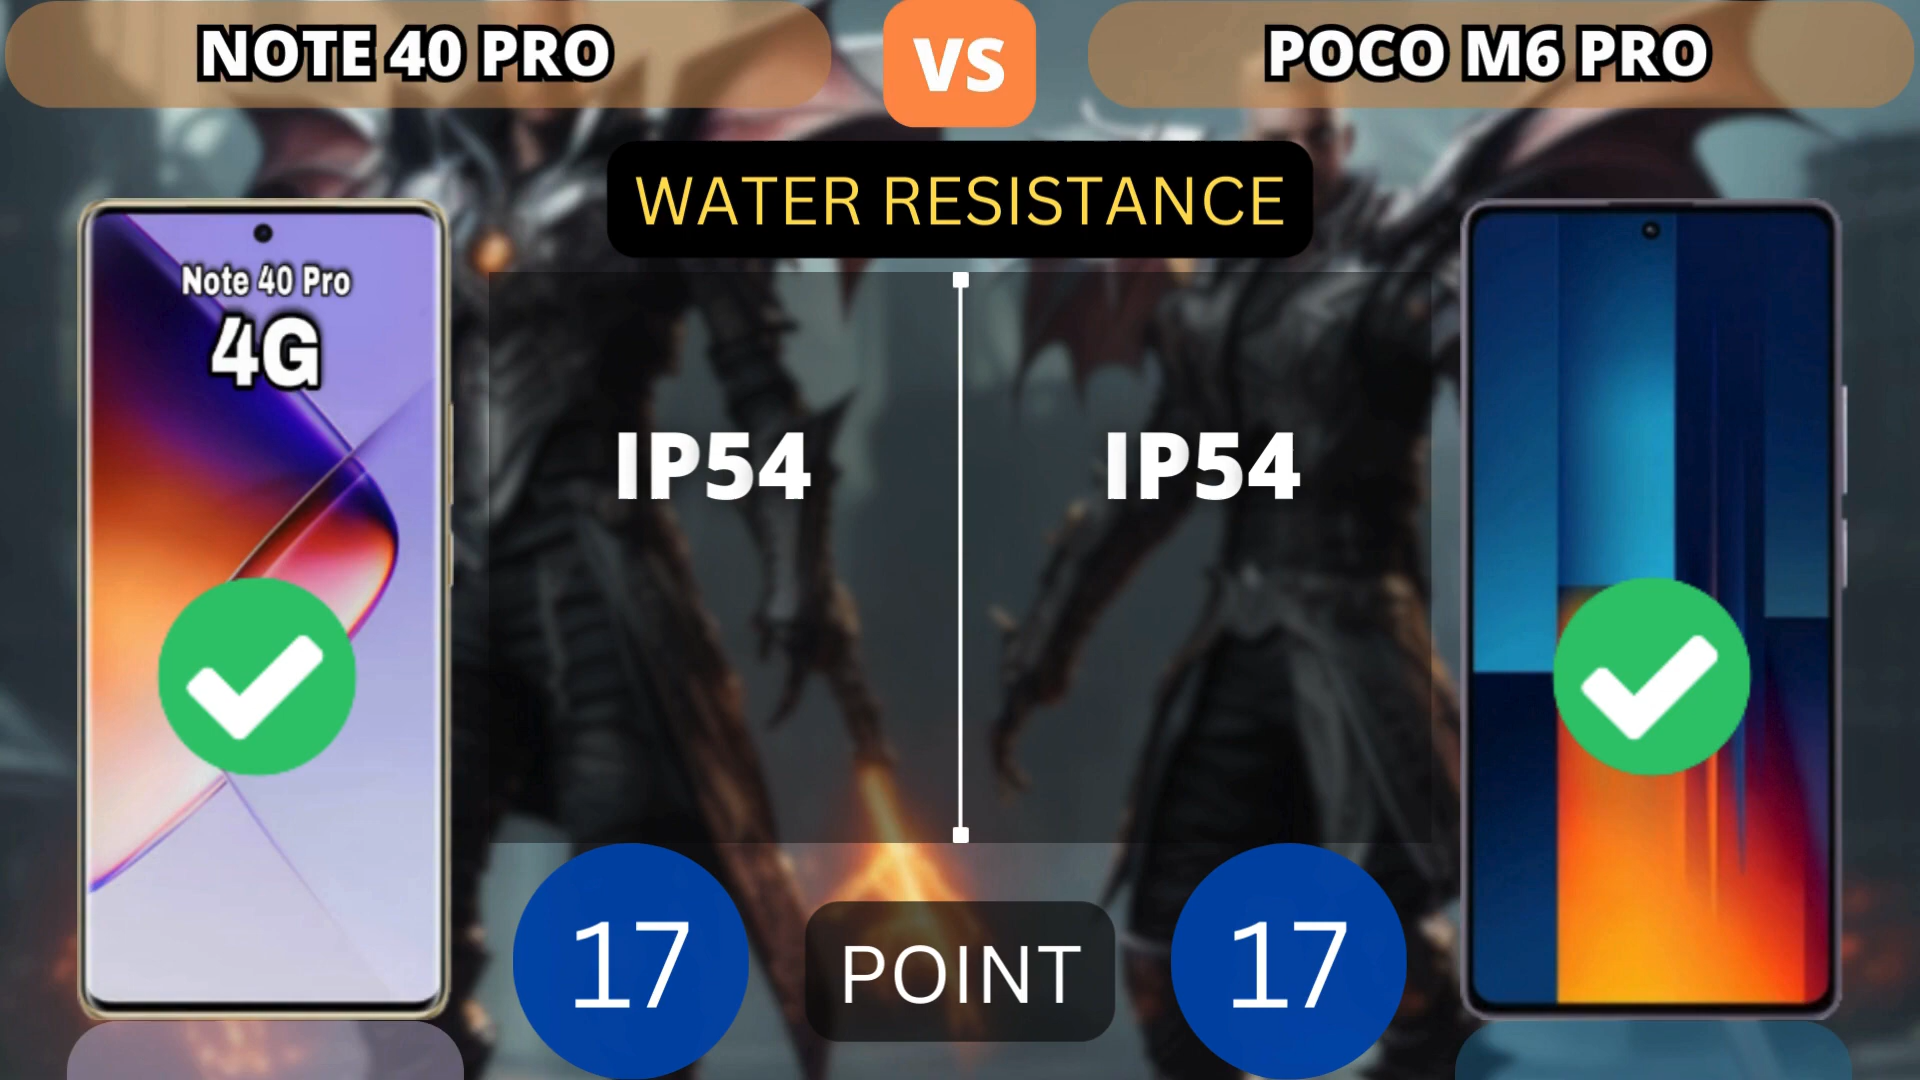 NOTE 40 PRO
VS
POCO M6 PRO
WATER RESISTANCE
Note 40 Pro
4G
IP54
IP54
17
POINT
17